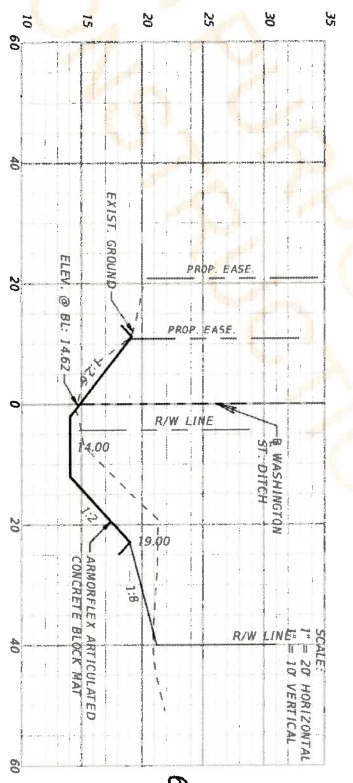 10
15
20
25
30
35
60
40
20
0
20
40
60
PROP. EASE.
PROP. EASE.
EXIST. GROUND
ELEV. @ BL: 14.62
1:2.6
R/W LINE
14.00
B WASHINGTON
ST. DITCH
1:2
19.00
1:8
ARMORFLEX ARTICULATED
CONCRETE BLOCK MAT
R/W LINE
SCALE:
1" = 20' HORIZONTAL
1" = 10' VERTICAL